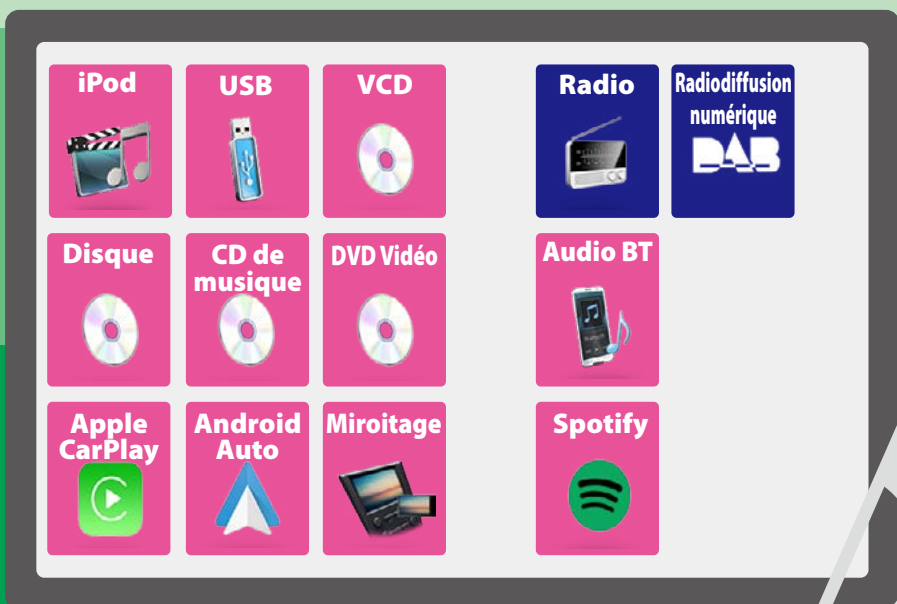 iPod
USB
VCD
Radio
Radiodiffusion
numérique
DAB
Disque
CD de
musique
DVD Vidéo
Audio BT
Apple
CarPlay
Android
Auto
Miroitage
Spotify